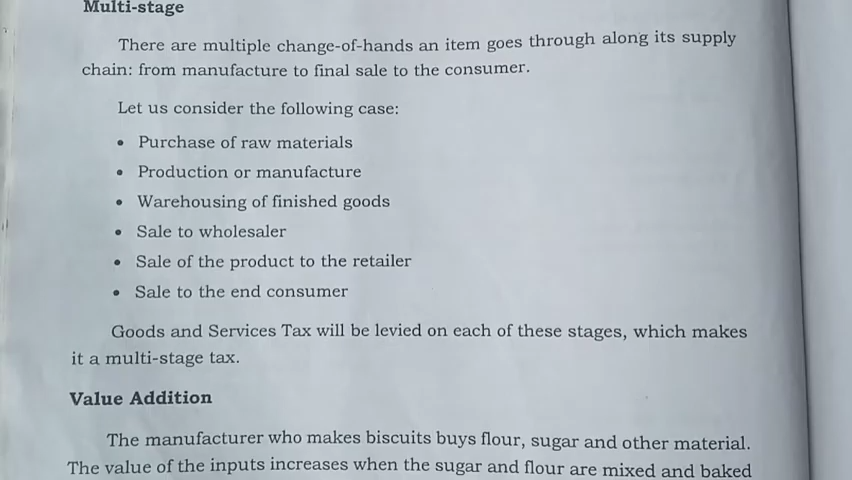 Multi-stage
There are multiple change-of-hands an item goes through along its supply
chain: from manufacture to final sale to the consumer.
Let us consider the following case:
• Purchase of raw materials
• Production or manufacture
• Warehousing of finished goods
• Sale to wholesaler
• Sale of the product to the retailer
• Sale to the end consumer
Goods and Services Tax will be levied on each of these stages, which makes
it a multi-stage tax.
Value Addition
The manufacturer who makes biscuits buys flour, sugar and other material.
The value of the inputs increases when the sugar and flour are mixed and baked